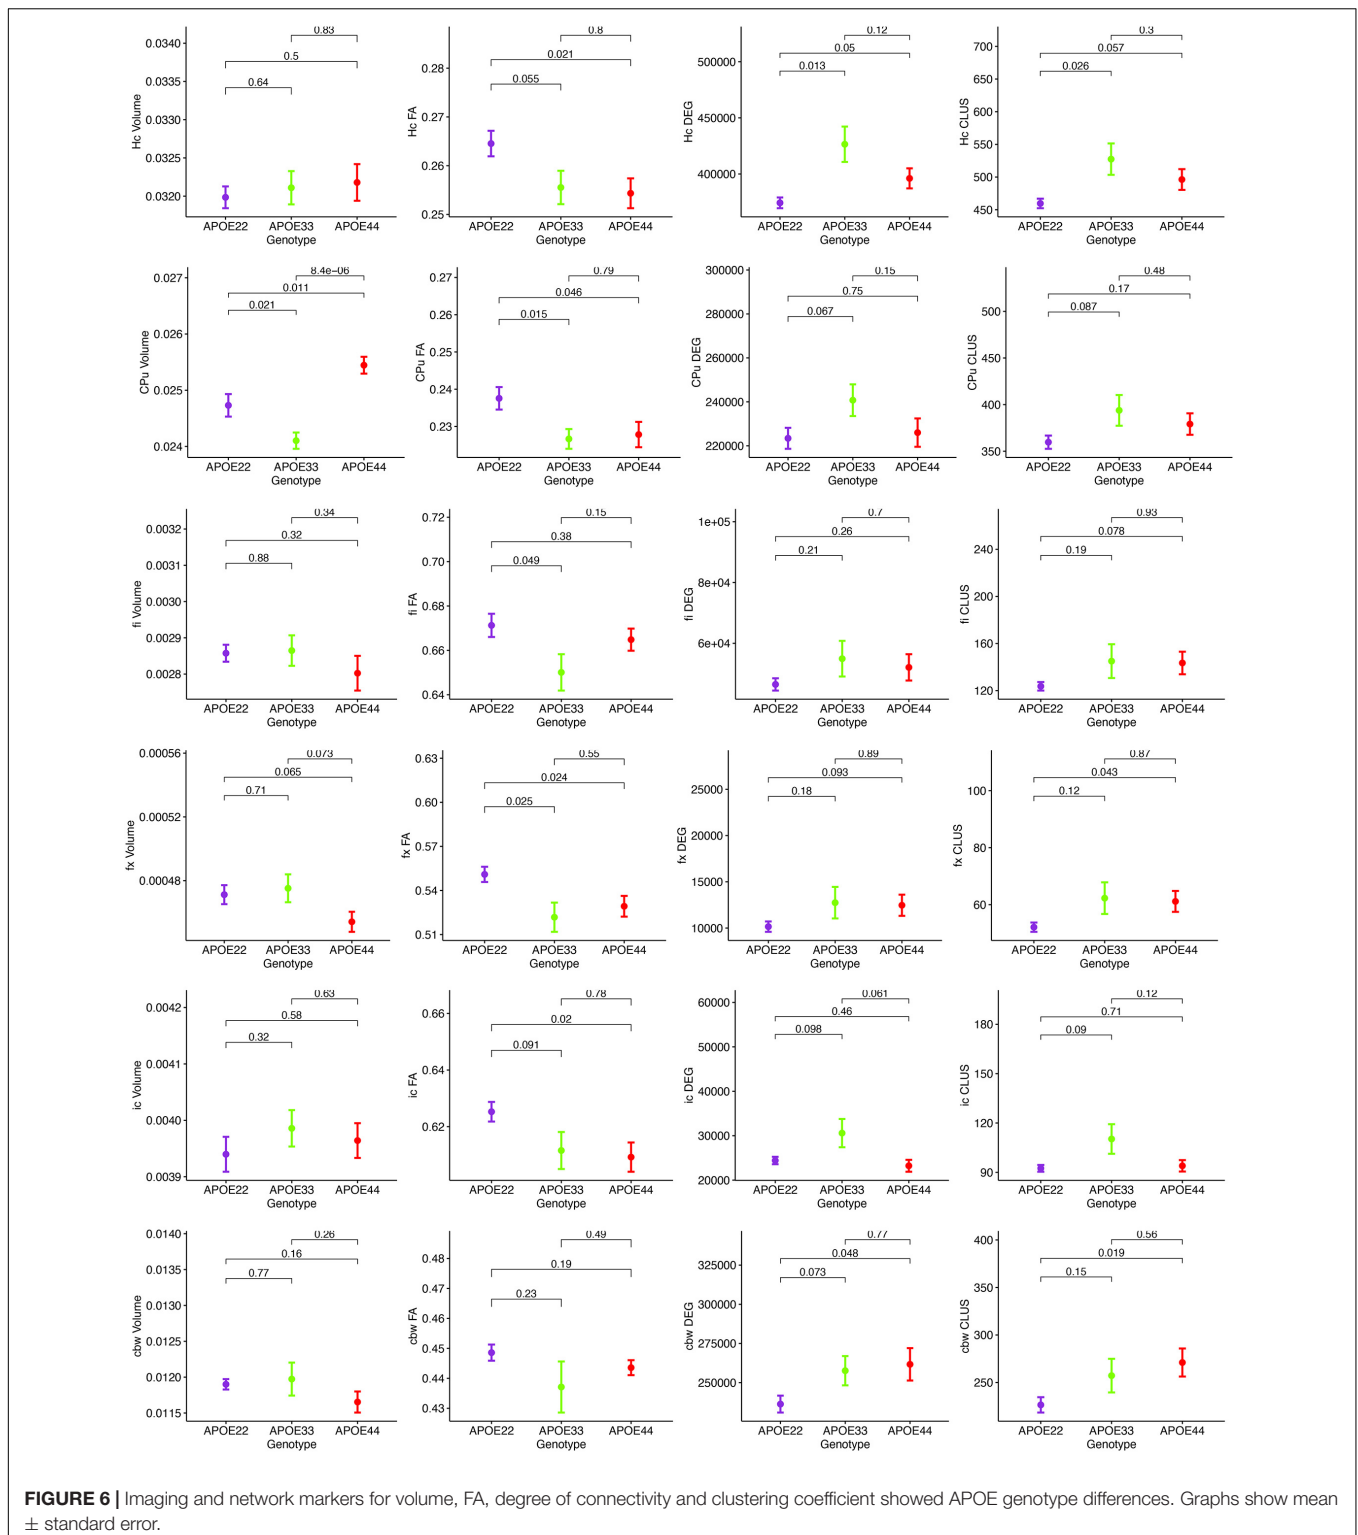 0.83
0.5
0.64
0.0340
0.0335
0.0330
0.0325
0.0320
Hc Volume
APOE22 APOE33 APOE44
Genotype
0.8
0.021
0.055
0.28
0.27
0.26
0.25
Hc FA
APOE22 APOE33 APOE44
Genotype
0.12
0.05
0.013
500000
450000
400000
Hc DEG
APOE22 APOE33 APOE44
Genotype
0.3
0.057
0.026
700
650
600
550
500
450
Hc CLUS
APOE22 APOE33 APOE44
Genotype
8.4e−06
0.011
0.021
0.027
0.026
0.025
0.024
CPu Volume
APOE22 APOE33 APOE44
Genotype
0.79
0.046
0.015
0.27
0.26
0.25
0.24
0.23
CPu FA
APOE22 APOE33 APOE44
Genotype
0.15
0.75
0.067
300000
280000
260000
240000
220000
CPu DEG
APOE22 APOE33 APOE44
Genotype
0.48
0.17
0.087
500
450
400
350
CPu CLUS
APOE22 APOE33 APOE44
Genotype
0.34
0.32
0.88
0.0032
0.0031
0.0030
0.0029
0.0028
fi Volume
APOE22 APOE33 APOE44
Genotype
0.15
0.38
0.049
0.72
0.70
0.68
0.66
0.64
fi FA
APOE22 APOE33 APOE44
Genotype
0.7
0.26
0.21
1e+05
8e+04
6e+04
fi DEG
APOE22 APOE33 APOE44
Genotype
0.93
0.078
0.19
240
200
160
120
fi CLUS
APOE22 APOE33 APOE44
Genotype
0.073
0.065
0.71
0.00056
0.00052
0.00048
fx Volume
APOE22 APOE33 APOE44
Genotype
0.55
0.024
0.025
0.63
0.60
0.57
0.54
0.51
fx FA
APOE22 APOE33 APOE44
Genotype
0.89
0.093
0.18
25000
20000
15000
10000
fx DEG
APOE22 APOE33 APOE44
Genotype
0.87
0.043
0.12
100
80
60
fx CLUS
APOE22 APOE33 APOE44
Genotype
0.63
0.58
0.32
0.0042
0.0041
0.0040
0.0039
ic Volume
APOE22 APOE33 APOE44
Genotype
0.78
0.02
0.091
0.66
0.64
0.62
ic FA
APOE22 APOE33 APOE44
Genotype
0.061
0.46
0.098
60000
50000
40000
30000
20000
ic DEG
APOE22 APOE33 APOE44
Genotype
0.12
0.71
0.09
180
150
120
90
ic CLUS
APOE22 APOE33 APOE44
Genotype
0.26
0.16
0.77
0.0140
0.0135
0.0130
0.0125
0.0120
0.0115
cbw Volume
APOE22 APOE33 APOE44
Genotype
0.49
0.19
0.23
0.48
0.47
0.46
0.45
0.44
0.43
cbw FA
APOE22 APOE33 APOE44
Genotype
0.77
0.048
0.073
325000
300000
275000
250000
cbw DEG
APOE22 APOE33 APOE44
Genotype
0.56
0.019
0.15
400
350
300
250
cbw CLUS
APOE22 APOE33 APOE44
Genotype
FIGURE 6 | Imaging and network markers for volume, FA, degree of connectivity and clustering coefficient showed APOE genotype differences. Graphs show mean
± standard error.